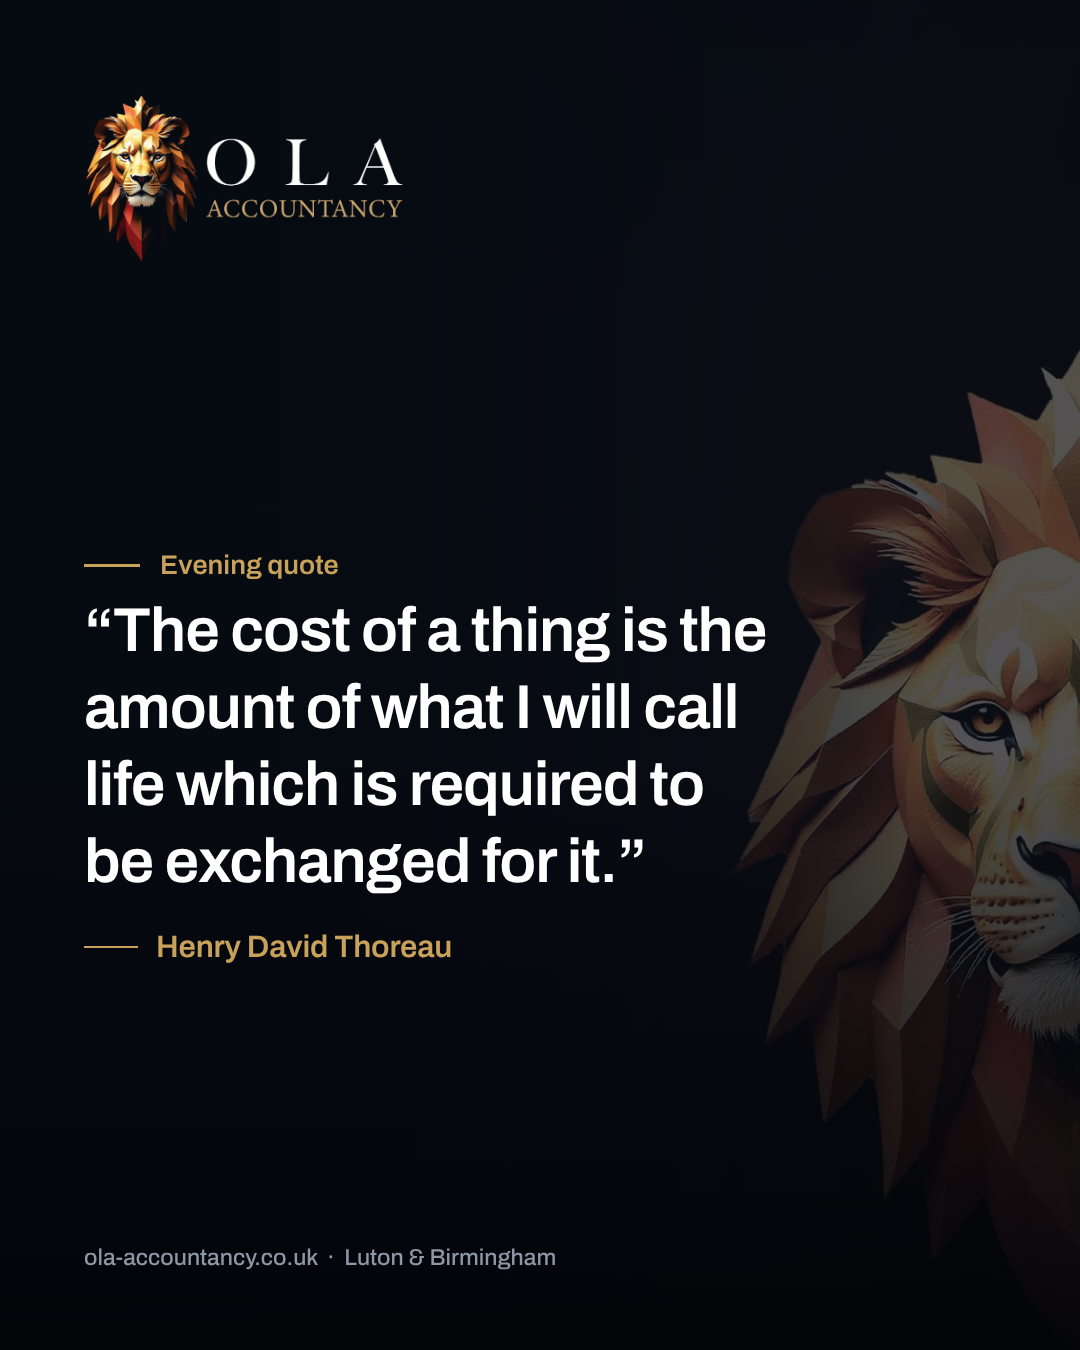 OLA
ACCOUNTANCY
Evening quote
“The cost of a thing is the
amount of what I will call
life which is required to
be exchanged for it.”
Henry David Thoreau
ola-accountancy.co.uk · Luton & Birmingham